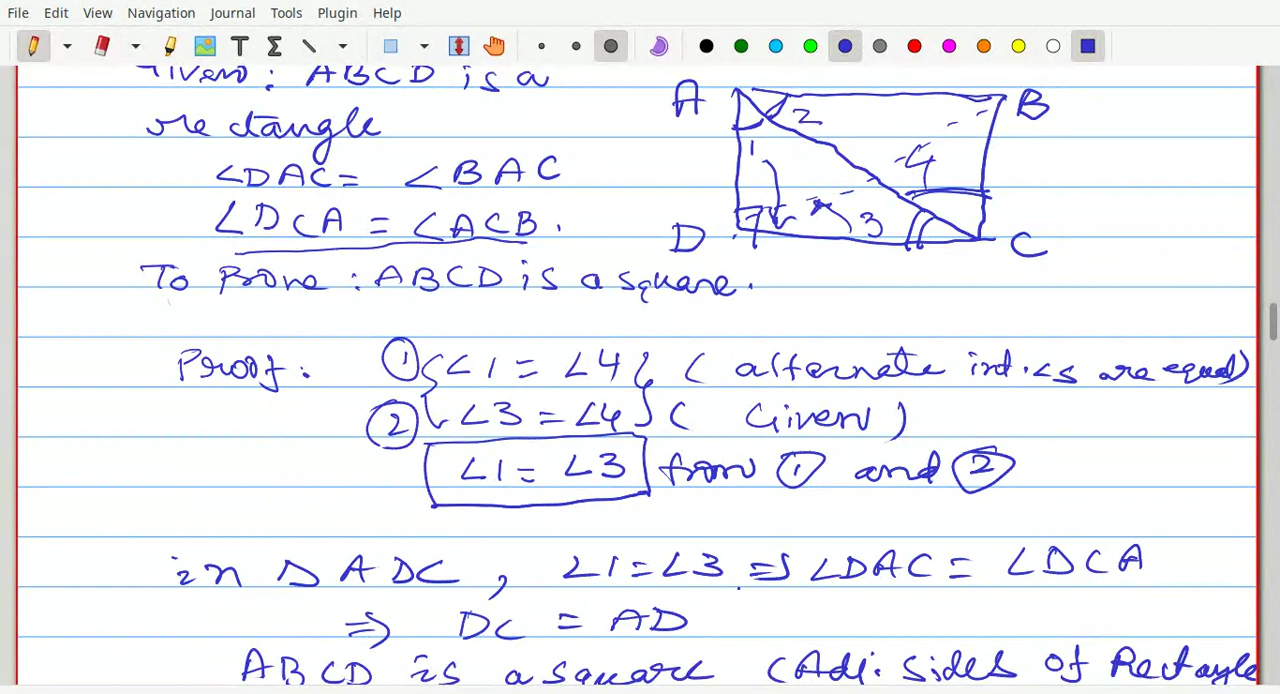 File Edit View Navigation Journal Tools Plugin Help
Given: ABCD is a
rectangle
∠DAC = ∠BAC
∠DCA = ∠ACB.
To Prove: ABCD is a square.
A B
2
1
4
3
D C
Proof: ① ∠1 = ∠4 (alternate int. ∠s are equal)
② ∠3 = ∠4 (Given)
∠1 = ∠3 from ① and ②
in △ ADC, ∠1 = ∠3 ⇒ ∠DAC = ∠DCA
⇒ DC = AD
ABCD is a square (Adj. sides of Rectangle